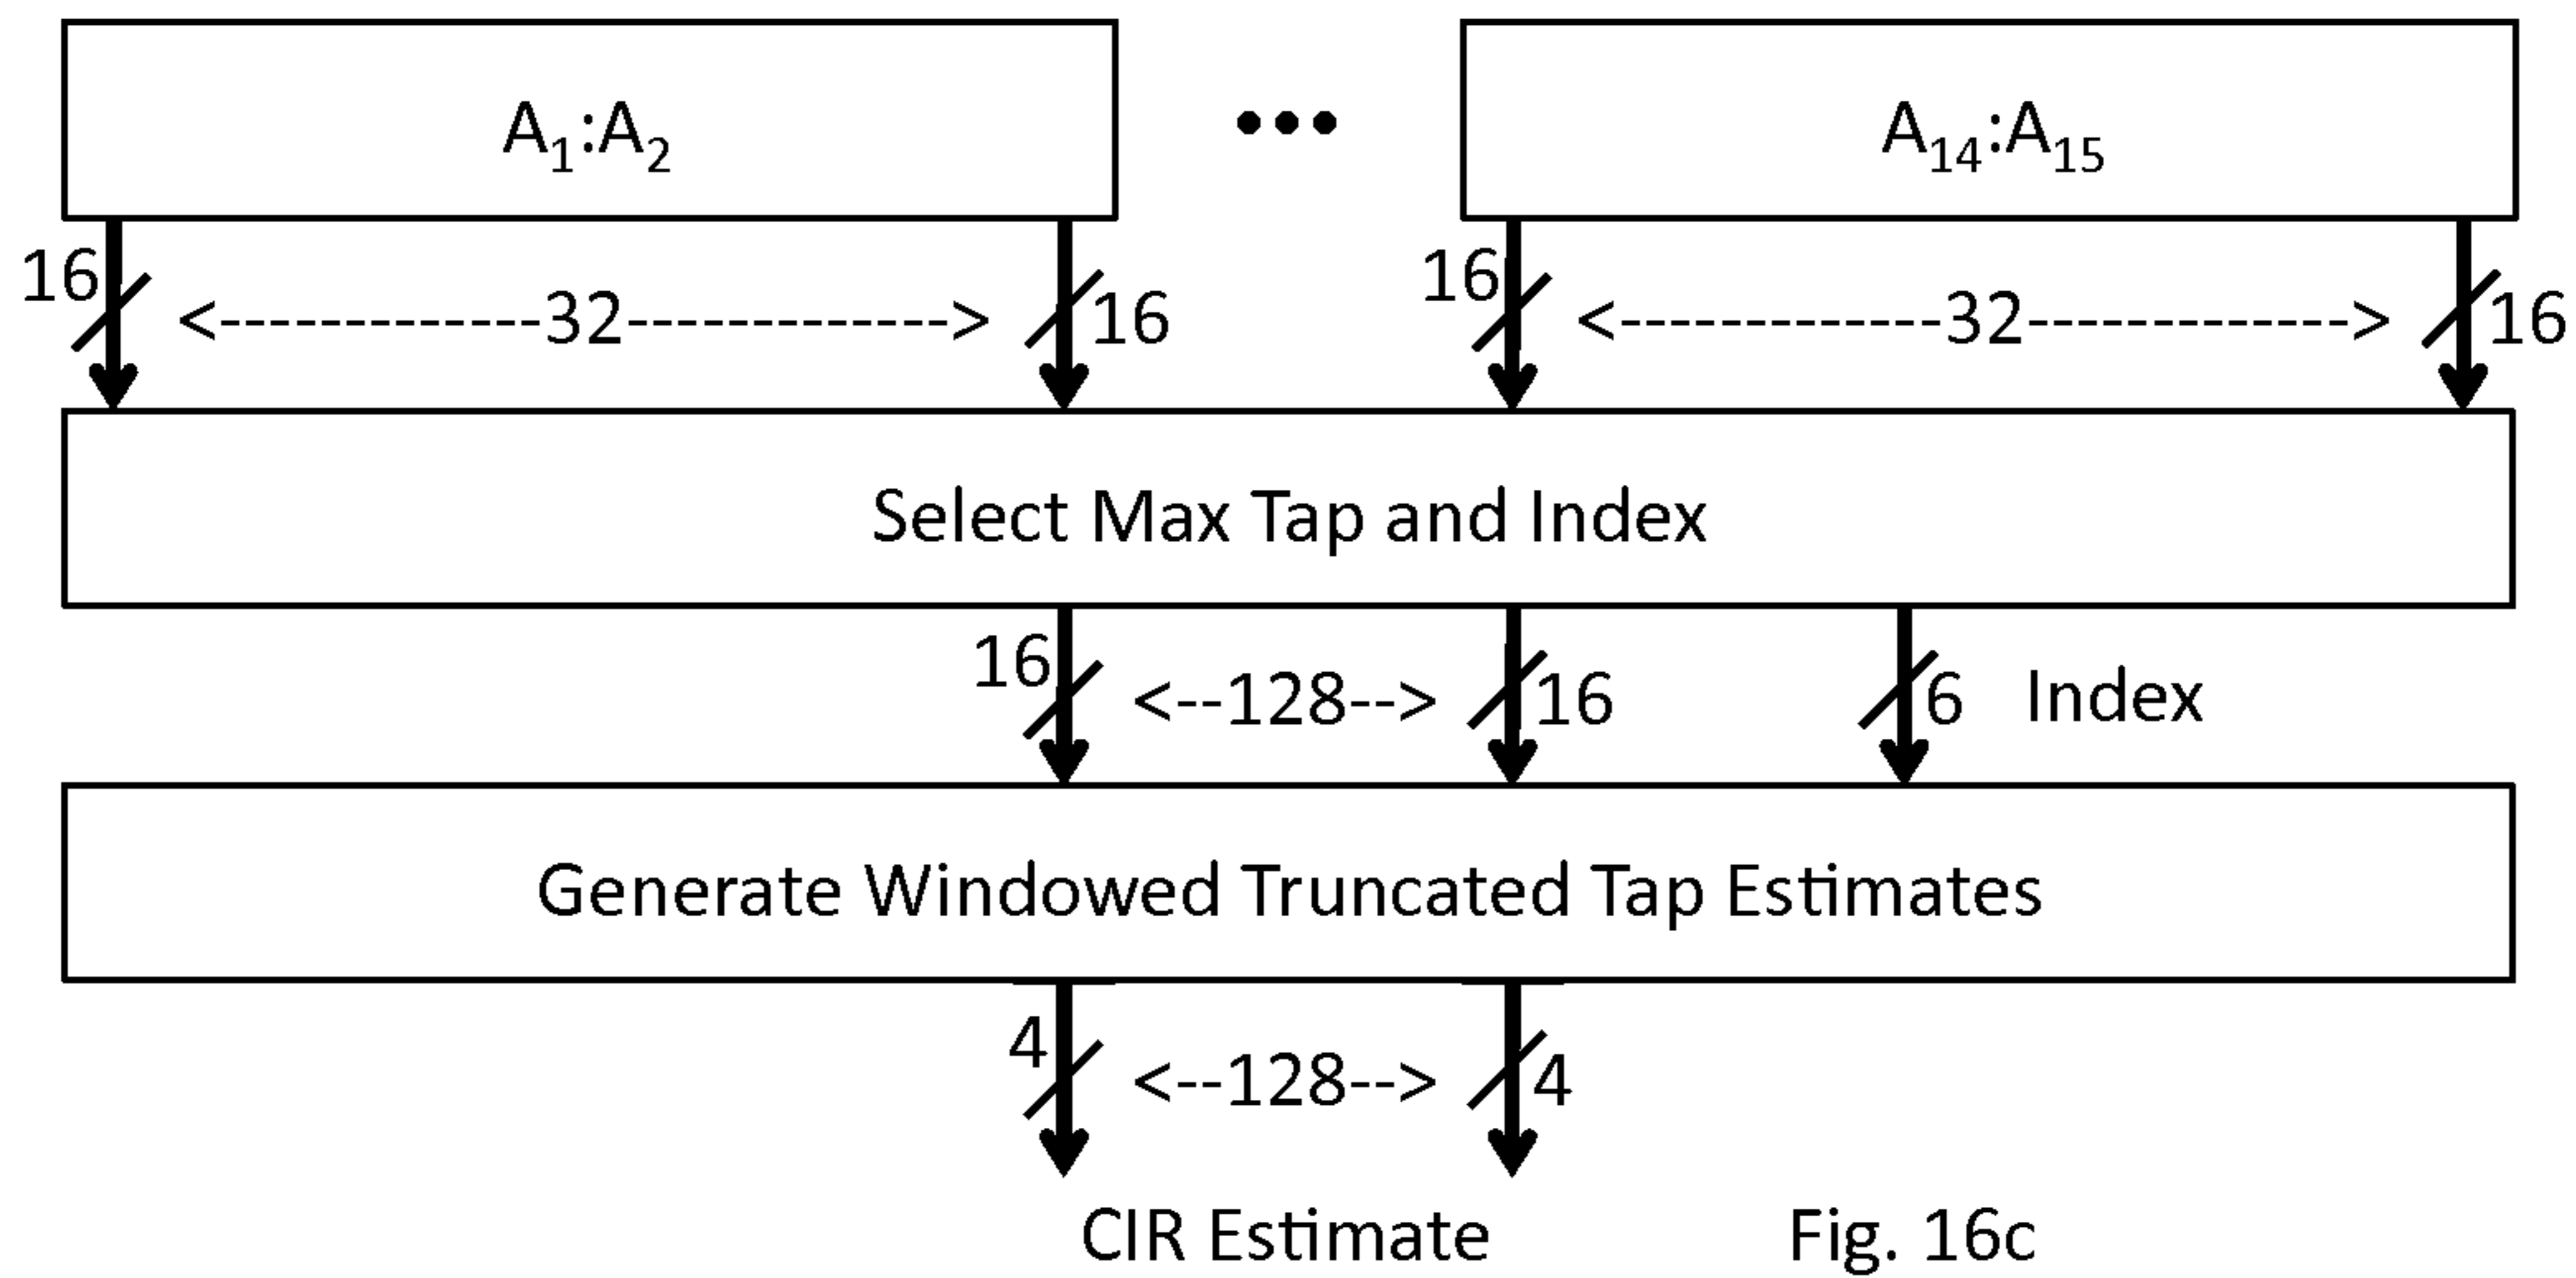 A₁:A₂ ••• A₁₄:A₁₅
16 <-------------32-------------> 16 16 <-------------32-------------> 16
Select Max Tap and Index
16 <--128--> 16 6 Index
Generate Windowed Truncated Tap Estimates
4 <--128--> 4
CIR Estimate Fig. 16c